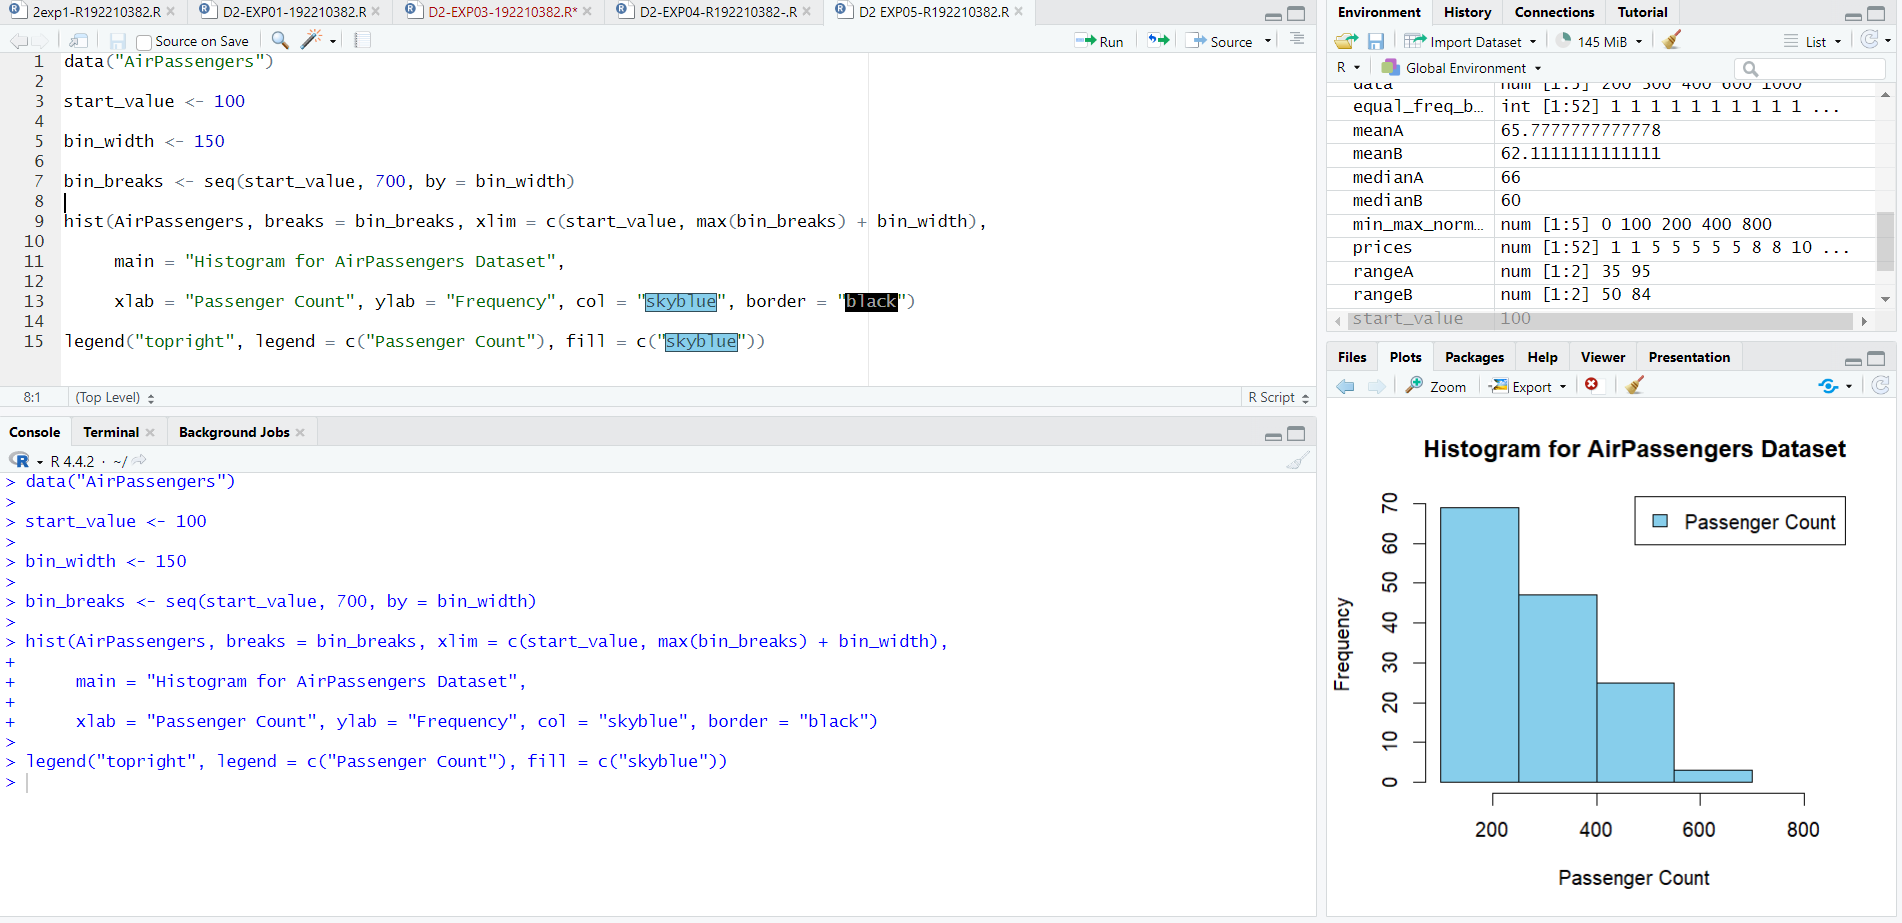 2exp1-R192210382.R
D2-EXP01-192210382.R
D2-EXP03-192210382.R*
D2-EXP04-R192210382-.R
D2 EXP05-R192210382.R
Source on Save
Run
Source
1 data("AirPassengers")
2
3 start_value <- 100
4
5 bin_width <- 150
6
7 bin_breaks <- seq(start_value, 700, by = bin_width)
8
9 hist(AirPassengers, breaks = bin_breaks, xlim = c(start_value, max(bin_breaks) + bin_width),
10
11 main = "Histogram for AirPassengers Dataset",
12
13 xlab = "Passenger Count", ylab = "Frequency", col = "skyblue", border = "black")
14
15 legend("topright", legend = c("Passenger Count"), fill = c("skyblue"))
8:1 (Top Level) R Script
Console Terminal Background Jobs
R 4.4.2 · ~/
> data("AirPassengers")
>
> start_value <- 100
>
> bin_width <- 150
>
> bin_breaks <- seq(start_value, 700, by = bin_width)
>
> hist(AirPassengers, breaks = bin_breaks, xlim = c(start_value, max(bin_breaks) + bin_width),
+
+ main = "Histogram for AirPassengers Dataset",
+
+ xlab = "Passenger Count", ylab = "Frequency", col = "skyblue", border = "black")
>
> legend("topright", legend = c("Passenger Count"), fill = c("skyblue"))
>
Environment History Connections Tutorial
Import Dataset 145 MiB List
R Global Environment
data num [1:5] 200 300 400 600 1000
equal_freq_b… int [1:52] 1 1 1 1 1 1 1 1 1 1 ...
meanA 65.7777777777778
meanB 62.1111111111111
medianA 66
medianB 60
min_max_norm… num [1:5] 0 100 200 400 800
prices num [1:52] 1 1 5 5 5 5 5 8 8 10 ...
rangeA num [1:2] 35 95
rangeB num [1:2] 50 84
start_value 100
Files Plots Packages Help Viewer Presentation
Zoom Export
Histogram for AirPassengers Dataset
Passenger Count
Frequency
70
60
50
40
30
20
10
0
200 400 600 800
Passenger Count